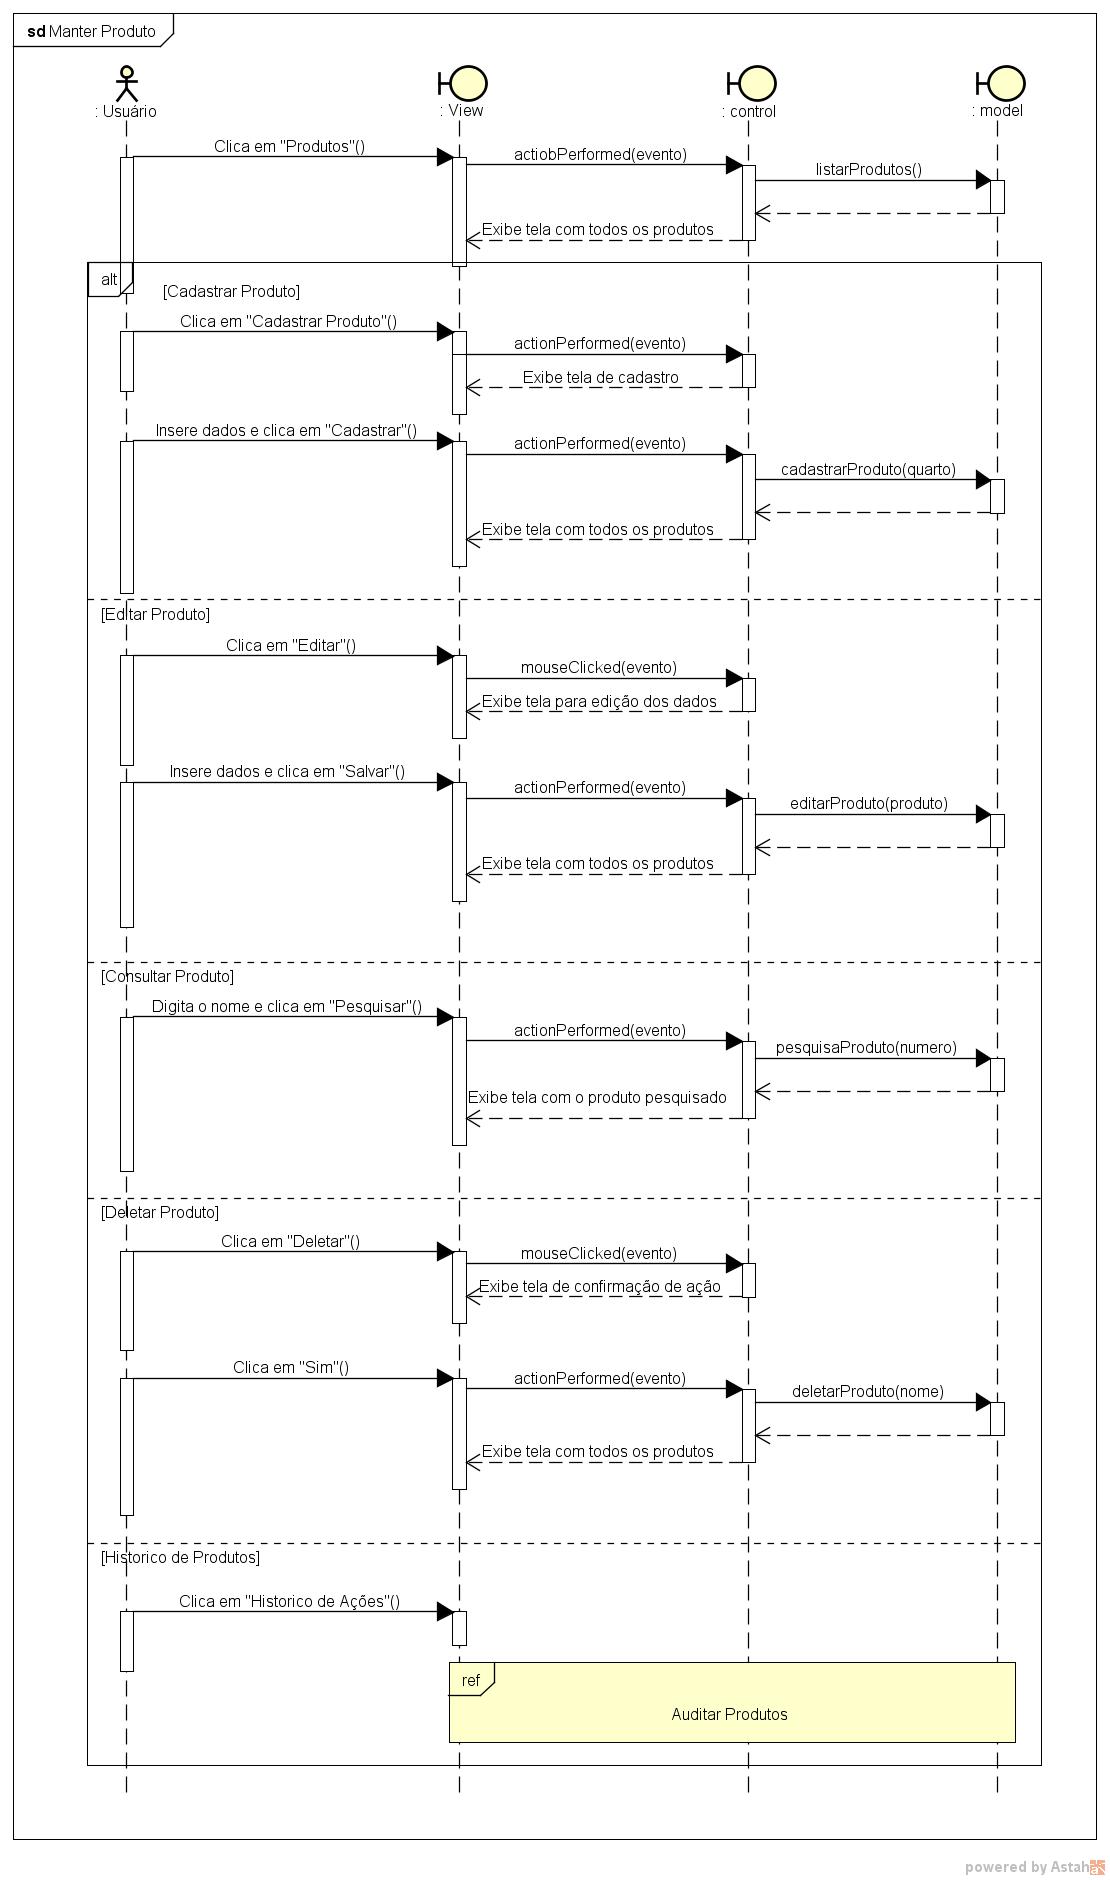 sd Manter Produto
: Usuário
: View
: control
: model
Clica em "Produtos"()
actiobPerformed(evento)
listarProdutos()
Exibe tela com todos os produtos
alt
[Cadastrar Produto]
Clica em "Cadastrar Produto"()
actionPerformed(evento)
Exibe tela de cadastro
Insere dados e clica em "Cadastrar"()
actionPerformed(evento)
cadastrarProduto(quarto)
Exibe tela com todos os produtos
[Editar Produto]
Clica em "Editar"()
mouseClicked(evento)
Exibe tela para edição dos dados
Insere dados e clica em "Salvar"()
actionPerformed(evento)
editarProduto(produto)
Exibe tela com todos os produtos
[Consultar Produto]
Digita o nome e clica em "Pesquisar"()
actionPerformed(evento)
pesquisaProduto(numero)
Exibe tela com o produto pesquisado
[Deletar Produto]
Clica em "Deletar"()
mouseClicked(evento)
Exibe tela de confirmação de ação
Clica em "Sim"()
actionPerformed(evento)
deletarProduto(nome)
Exibe tela com todos os produtos
[Historico de Produtos]
Clica em "Historico de Ações"()
ref
Auditar Produtos
powered by Astah